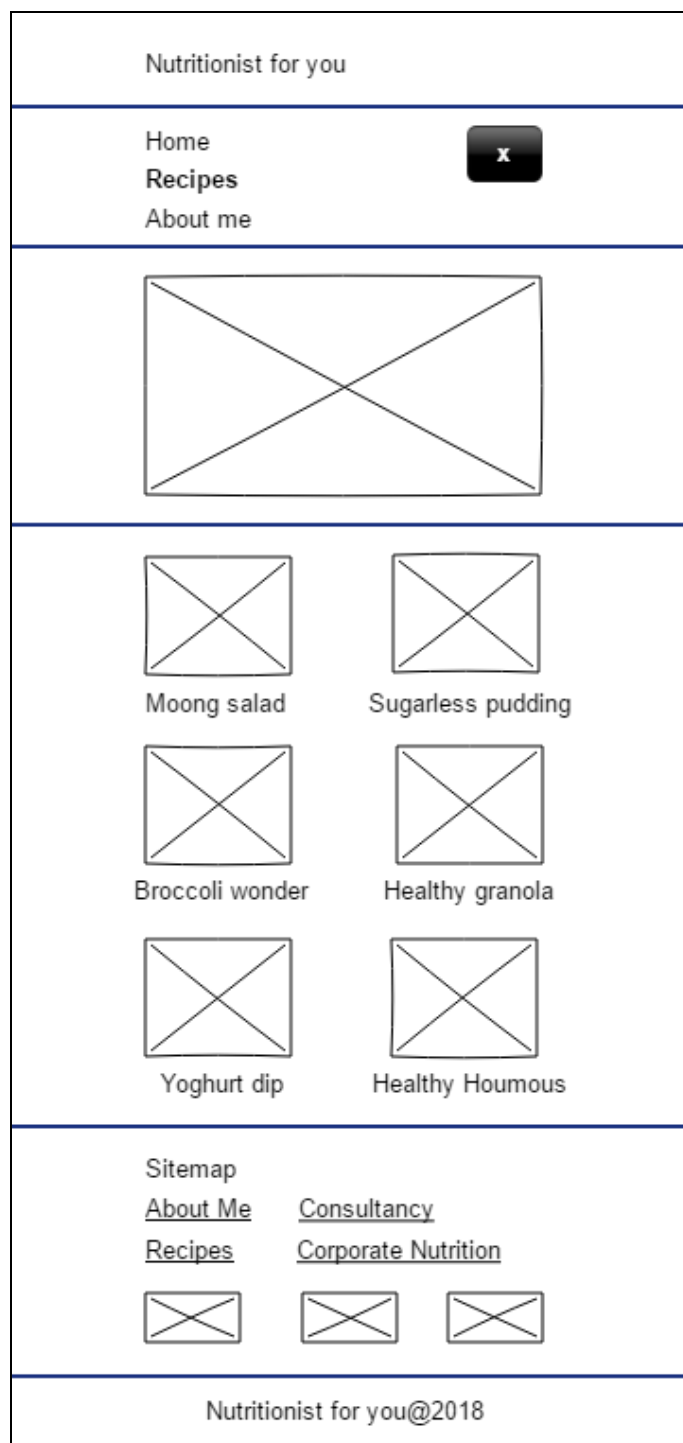 Nutritionist for you
Home
x
Recipes
About me
Moong salad Sugarless pudding
Broccoli wonder Healthy granola
Yoghurt dip Healthy Houmous
Sitemap
About Me Consultancy
Recipes Corporate Nutrition
Nutritionist for you@2018